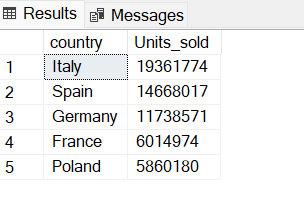 Results Messages
country Units_sold
1 Italy 19361774
2 Spain 14668017
3 Germany 11738571
4 France 6014974
5 Poland 5860180